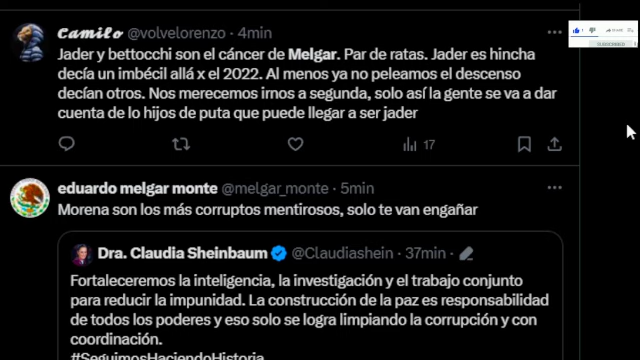 Camilo @volvelorenzo · 4min
Jader y bettocchi son el cáncer de Melgar. Par de ratas. Jader es hincha
decía un imbécil allá x el 2022. Al menos ya no peleamos el descenso
decían otros. Nos merecemos irnos a segunda, solo así la gente se va a dar
cuenta de lo hijos de puta que puede llegar a ser jader
17
eduardo melgar monte @melgar_monte · 5min
Morena son los más corruptos mentirosos, solo te van engañar
Dra. Claudia Sheinbaum @Claudiashein · 37min
Fortaleceremos la inteligencia, la investigación y el trabajo conjunto
para reducir la impunidad. La construcción de la paz es responsabilidad
de todos los poderes y eso solo se logra limpiando la corrupción y con
coordinación.
#SeguimosHaciendoHistoria